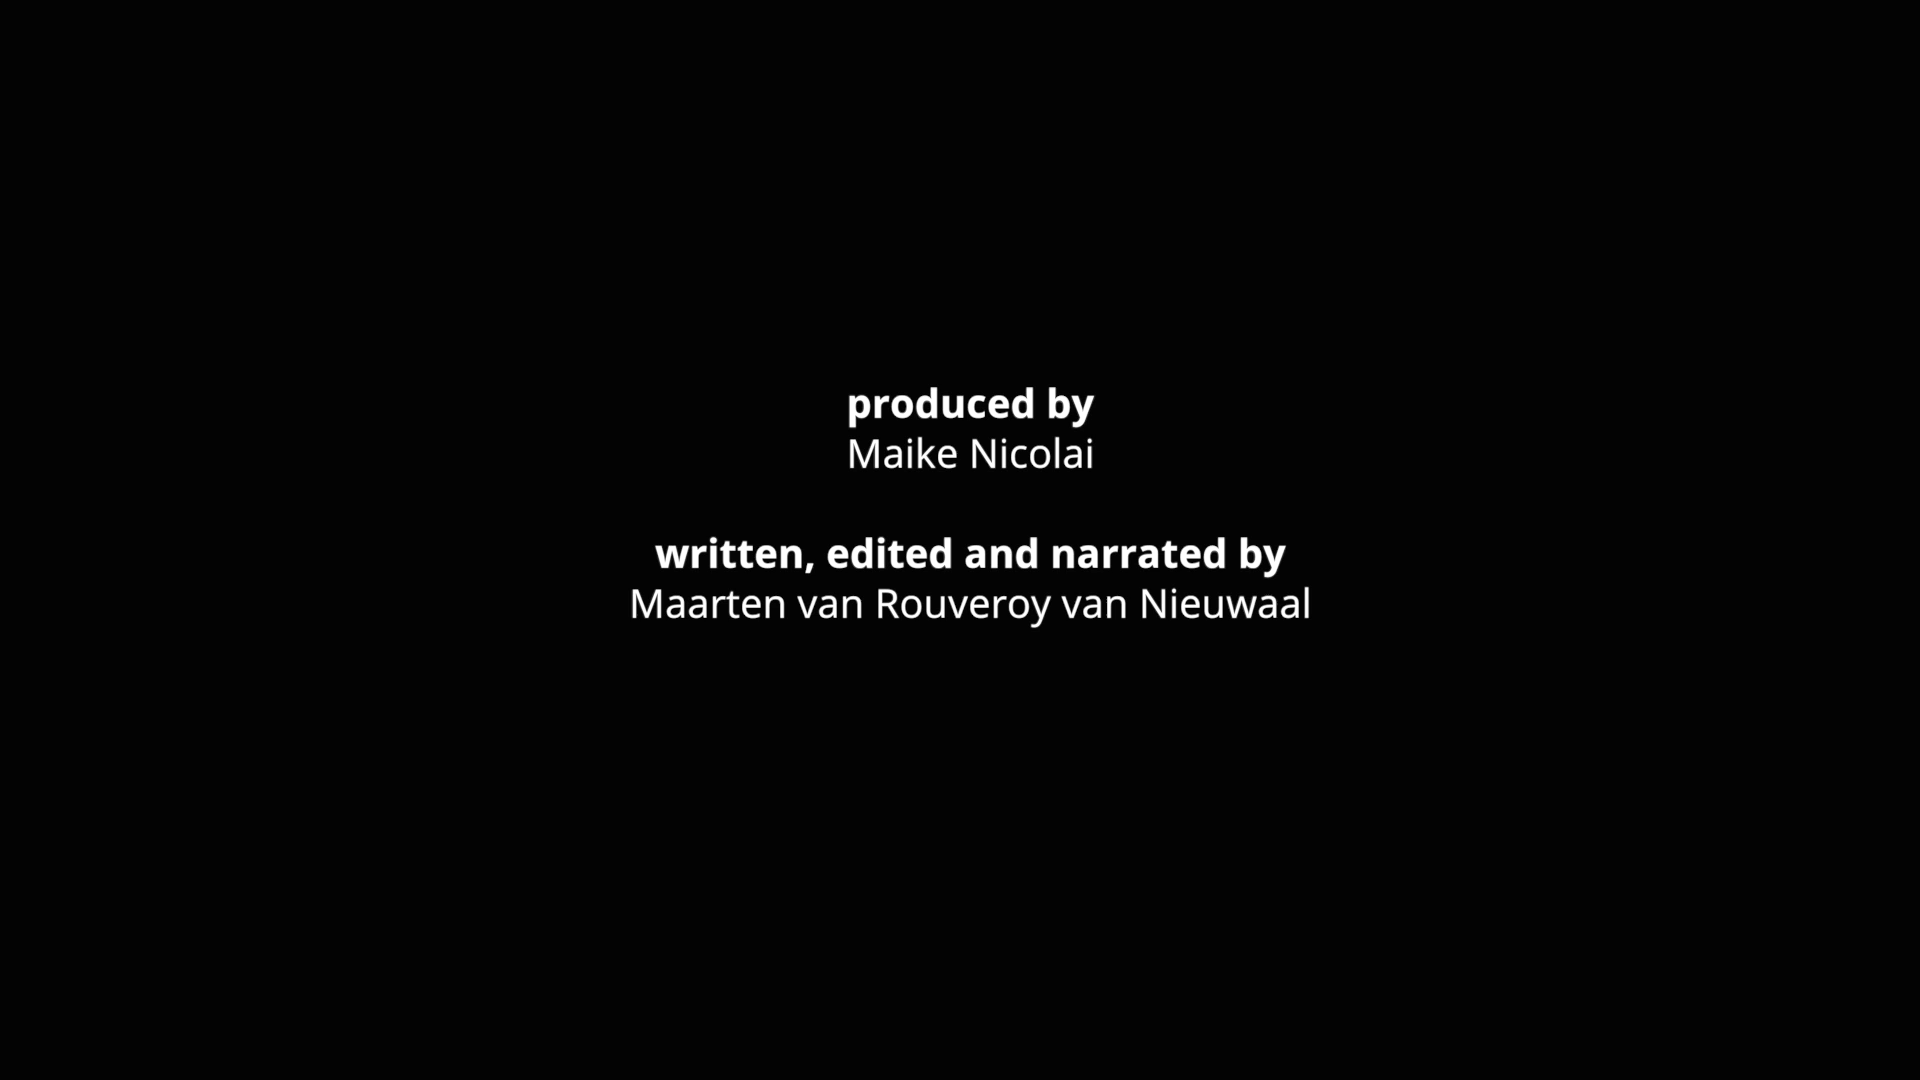 produced by
Maike Nicolai
written, edited and narrated by
Maarten van Rouveroy van Nieuwaal